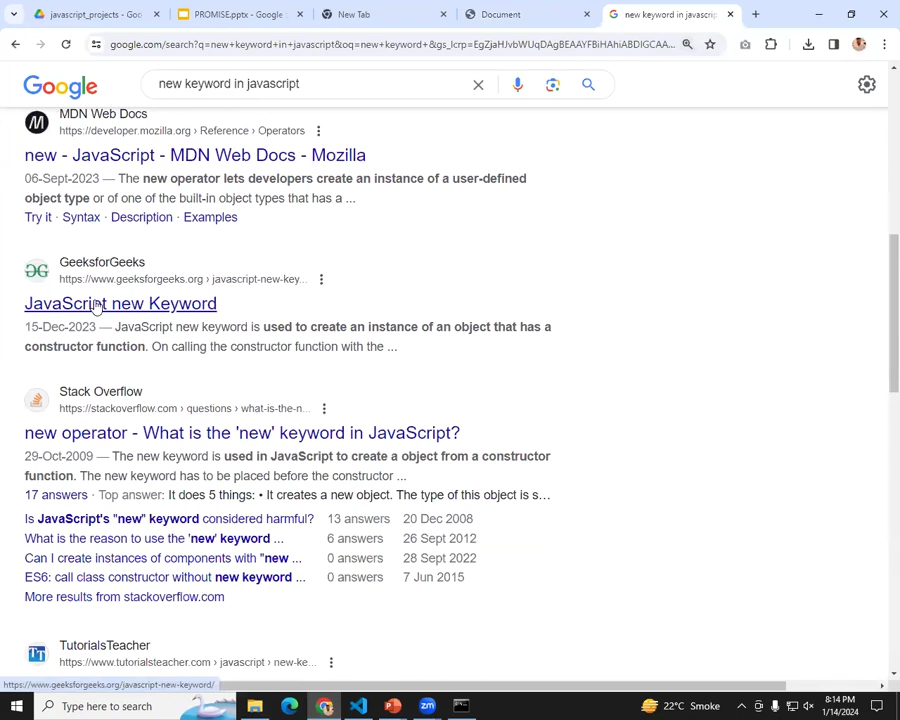 javascript_projects - Goo
PROMISE.pptx - Google
New Tab
Document
new keyword in javascrip
google.com/search?q=new+keyword+in+javascript&oq=new+keyword+&gs_lcrp=EgZjaHJvbWUqDAgBEAAYFBiHAhiABDIGCAA...
Google
new keyword in javascript
MDN Web Docs
https://developer.mozilla.org › Reference › Operators
new - JavaScript - MDN Web Docs - Mozilla
06-Sept-2023 — The new operator lets developers create an instance of a user-defined
object type or of one of the built-in object types that has a ...
Try it · Syntax · Description · Examples
GeeksforGeeks
https://www.geeksforgeeks.org › javascript-new-key...
JavaScript new Keyword
15-Dec-2023 — JavaScript new keyword is used to create an instance of an object that has a
constructor function. On calling the constructor function with the ...
Stack Overflow
https://stackoverflow.com › questions › what-is-the-n...
new operator - What is the 'new' keyword in JavaScript?
29-Oct-2009 — The new keyword is used in JavaScript to create a object from a constructor
function. The new keyword has to be placed before the constructor ...
17 answers · Top answer: It does 5 things: • It creates a new object. The type of this object is s...
Is JavaScript's "new" keyword considered harmful? 13 answers 20 Dec 2008
What is the reason to use the 'new' keyword ... 6 answers 26 Sept 2012
Can I create instances of components with "new ... 0 answers 28 Sept 2022
ES6: call class constructor without new keyword ... 0 answers 7 Jun 2015
More results from stackoverflow.com
TutorialsTeacher
https://www.tutorialsteacher.com › javascript › new-ke...
https://www.geeksforgeeks.org/javascript-new-keyword/
Type here to search
22°C Smoke
8:14 PM
1/14/2024